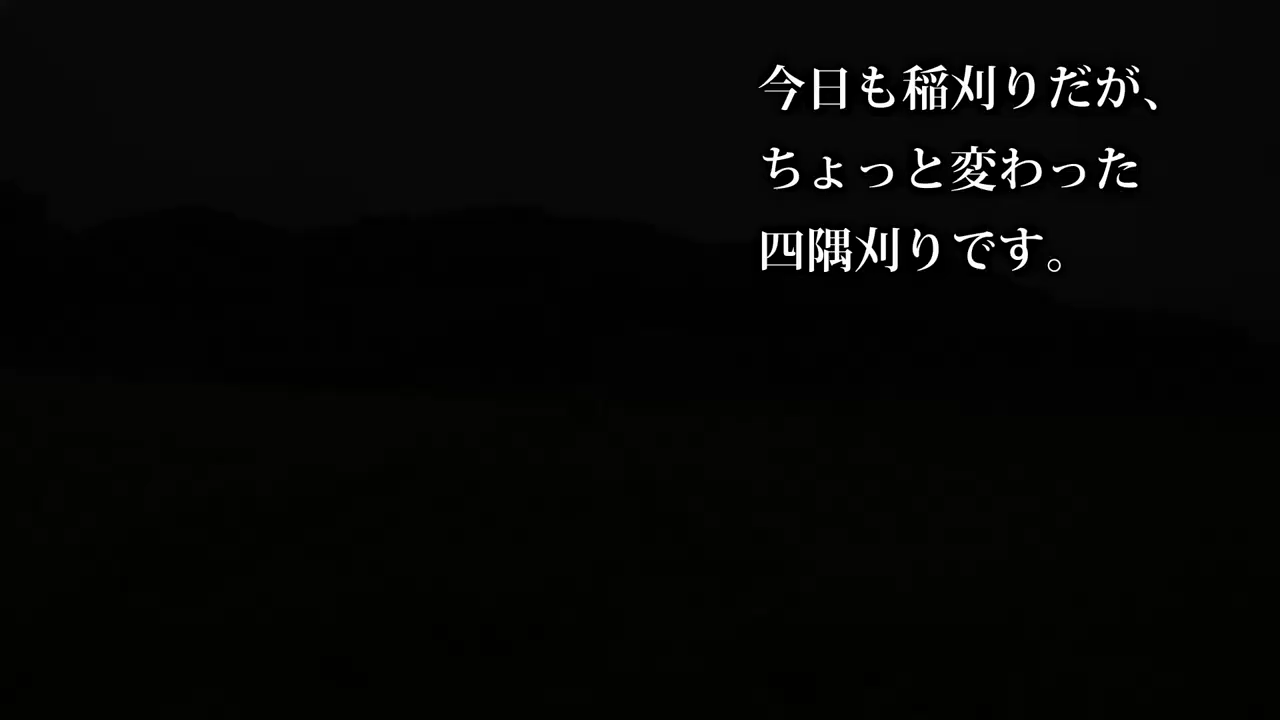 今日も稲刈りだが、
ちょっと変わった
四隅刈りです。